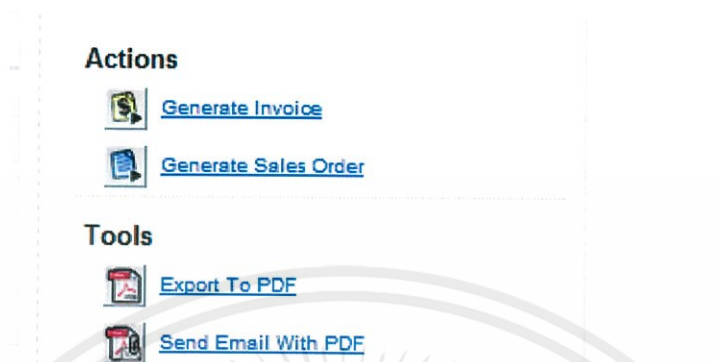 Actions
Generate Invoice
Generate Sales Order
Tools
Export To PDF
Send Email With PDF